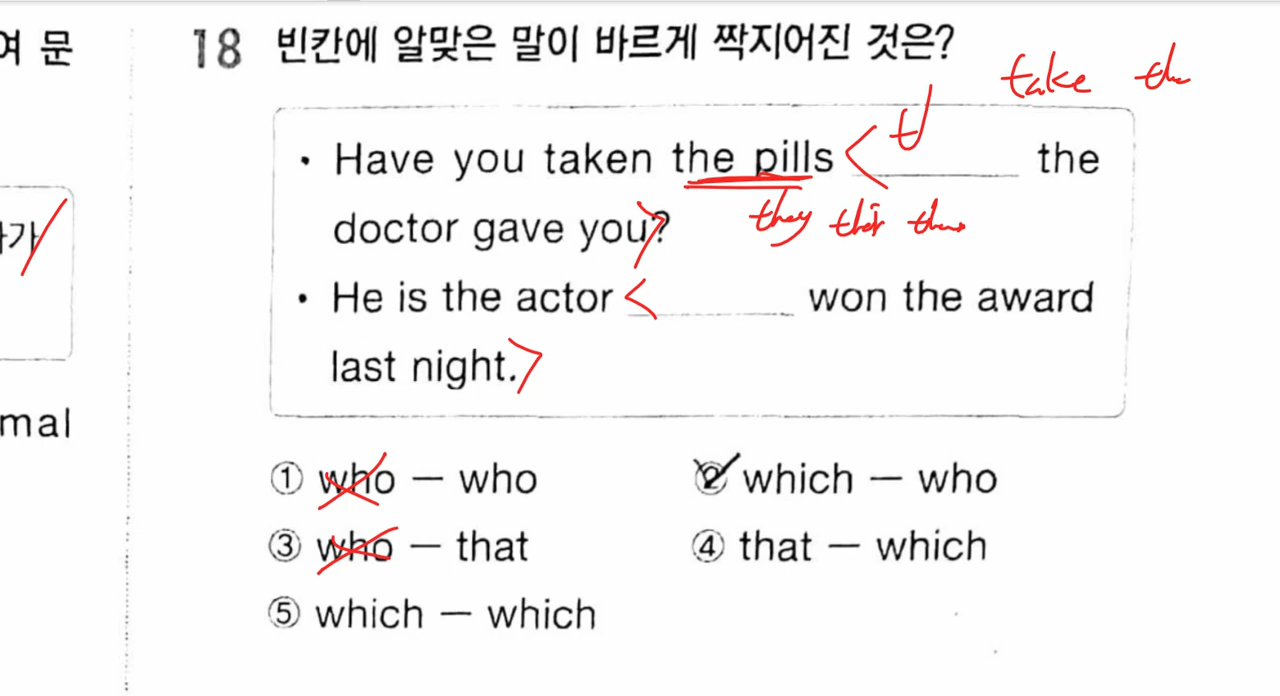 여 문
18 빈칸에 알맞은 말이 바르게 짝지어진 것은?
take the
• Have you taken the pills ________ the
they their them
가
doctor gave you?
• He is the actor ________ won the award
last night.
mal
① who – who
② which – who
③ who – that
④ that – which
⑤ which – which